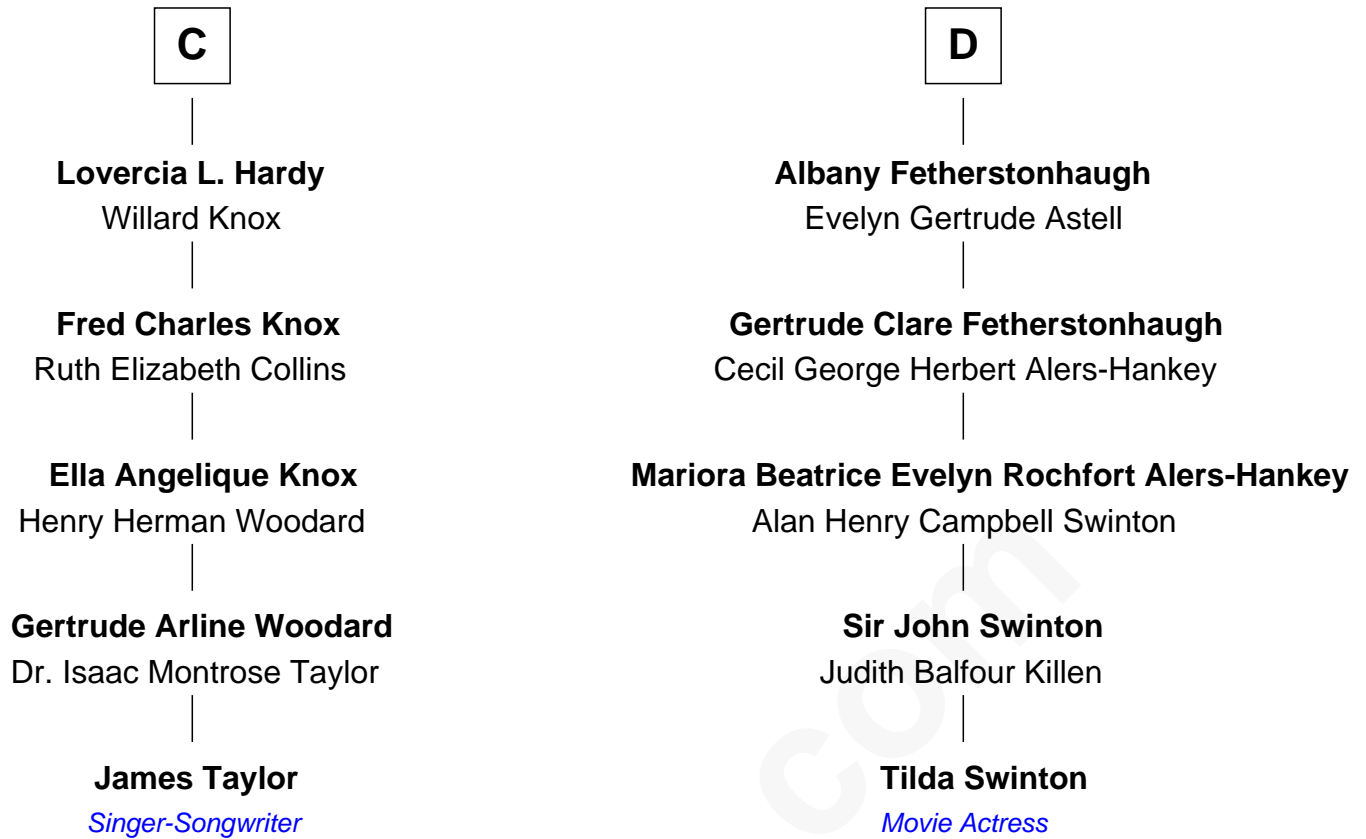 C
D
Lovercia L. Hardy
Willard Knox
Albany Fetherstonhaugh
Evelyn Gertrude Astell
Fred Charles Knox
Ruth Elizabeth Collins
Gertrude Clare Fetherstonhaugh
Cecil George Herbert Alers-Hankey
Ella Angelique Knox
Henry Herman Woodard
Mariora Beatrice Evelyn Rochfort Alers-Hankey
Alan Henry Campbell Swinton
Gertrude Arline Woodard
Dr. Isaac Montrose Taylor
Sir John Swinton
Judith Balfour Killen
James Taylor
Singer-Songwriter
Tilda Swinton
Movie Actress
com